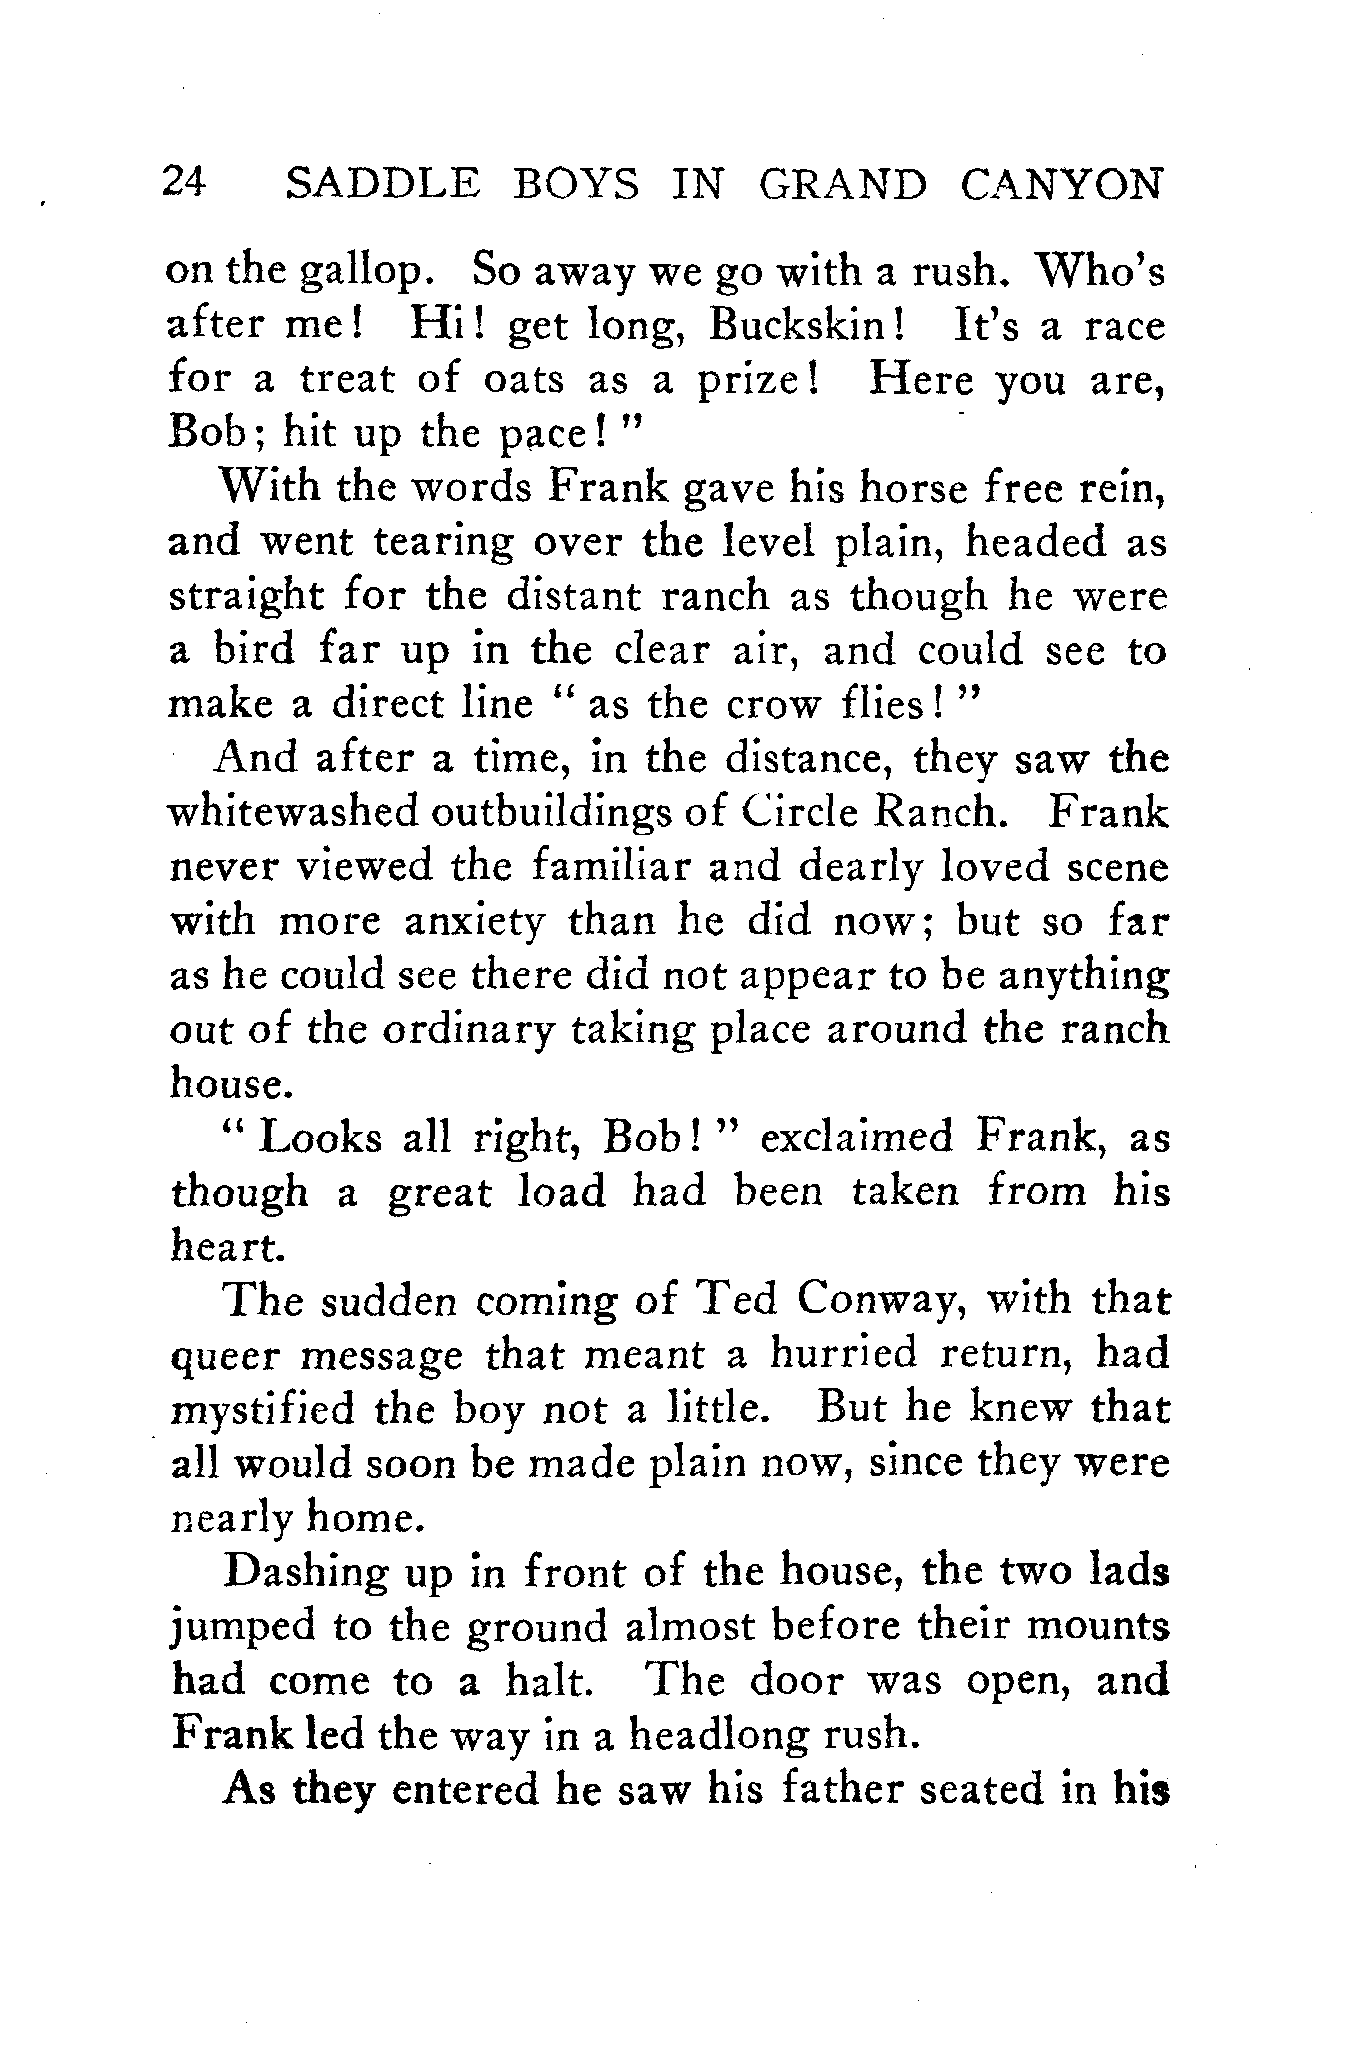 24 SADDLE BOYS IN GRAND CANYON
on the gallop. So away we go with a rush. Who's
after me! Hi! get long, Buckskin! It's a race
for a treat of oats as a prize! Here you are,
Bob; hit up the pace!"
With the words Frank gave his horse free rein,
and went tearing over the level plain, headed as
straight for the distant ranch as though he were
a bird far up in the clear air, and could see to
make a direct line "as the crow flies!"
And after a time, in the distance, they saw the
whitewashed outbuildings of Circle Ranch. Frank
never viewed the familiar and dearly loved scene
with more anxiety than he did now; but so far
as he could see there did not appear to be anything
out of the ordinary taking place around the ranch
house.
"Looks all right, Bob!" exclaimed Frank, as
though a great load had been taken from his
heart.
The sudden coming of Ted Conway, with that
queer message that meant a hurried return, had
mystified the boy not a little. But he knew that
all would soon be made plain now, since they were
nearly home.
Dashing up in front of the house, the two lads
jumped to the ground almost before their mounts
had come to a halt. The door was open, and
Frank led the way in a headlong rush.
As they entered he saw his father seated in his